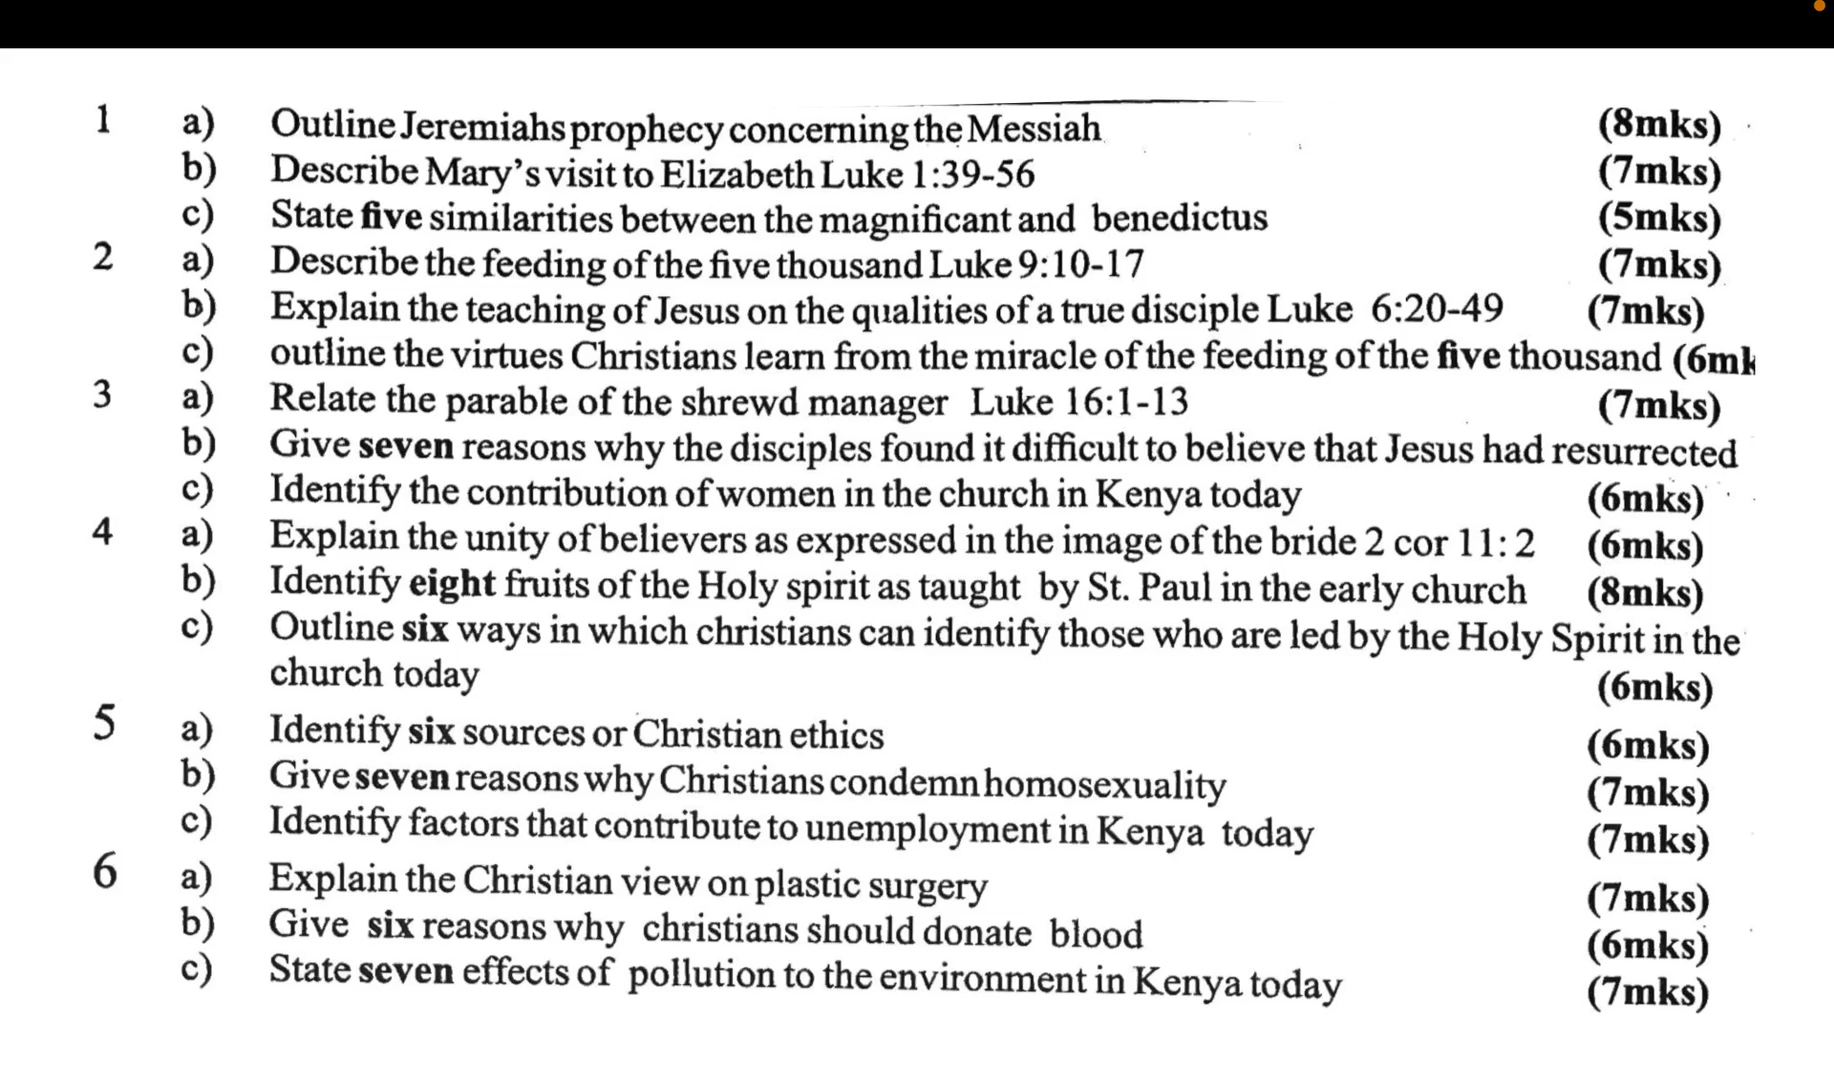 1 a) Outline Jeremiahs prophecy concerning the Messiah (8mks)
b) Describe Mary's visit to Elizabeth Luke 1:39-56 (7mks)
c) State five similarities between the magnificant and benedictus (5mks)
2 a) Describe the feeding of the five thousand Luke 9:10-17 (7mks)
b) Explain the teaching of Jesus on the qualities of a true disciple Luke 6:20-49 (7mks)
c) outline the virtues Christians learn from the miracle of the feeding of the five thousand (6mk
3 a) Relate the parable of the shrewd manager Luke 16:1-13 (7mks)
b) Give seven reasons why the disciples found it difficult to believe that Jesus had resurrected
c) Identify the contribution of women in the church in Kenya today (6mks)
4 a) Explain the unity of believers as expressed in the image of the bride 2 cor 11: 2 (6mks)
b) Identify eight fruits of the Holy spirit as taught by St. Paul in the early church (8mks)
c) Outline six ways in which christians can identify those who are led by the Holy Spirit in the
church today (6mks)
5 a) Identify six sources or Christian ethics (6mks)
b) Give seven reasons why Christians condemn homosexuality (7mks)
c) Identify factors that contribute to unemployment in Kenya today (7mks)
6 a) Explain the Christian view on plastic surgery (7mks)
b) Give six reasons why christians should donate blood (6mks)
c) State seven effects of pollution to the environment in Kenya today (7mks)